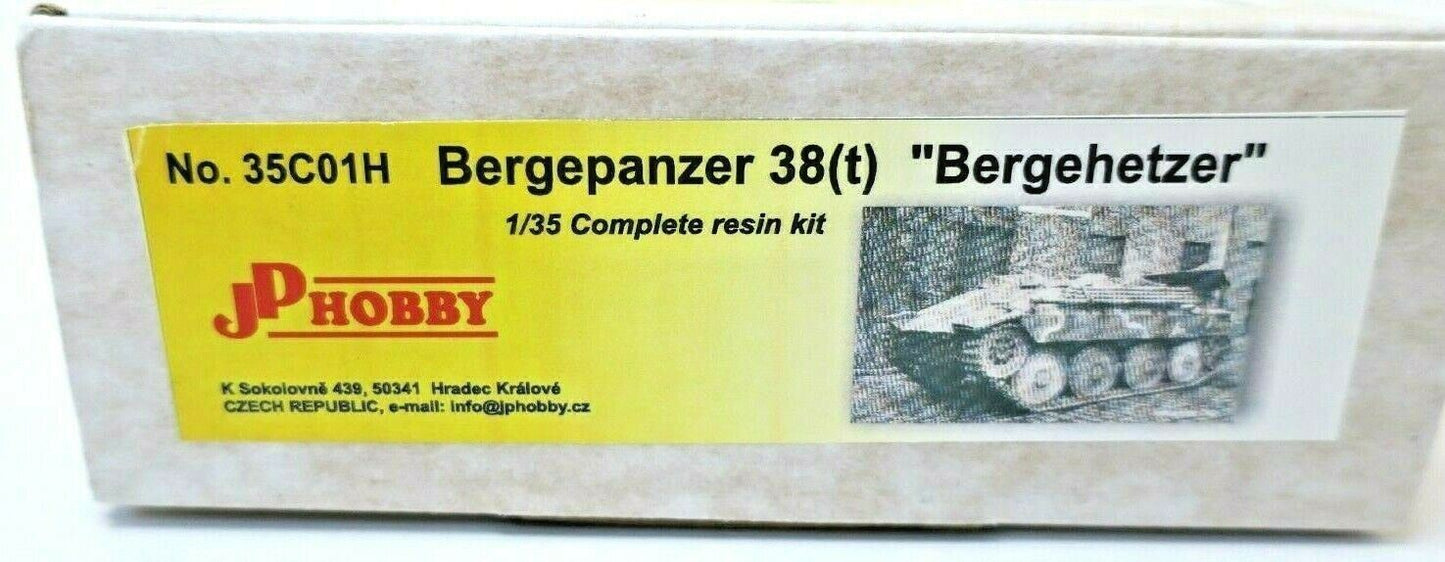 No. 35C01H Bergepanzer 38(t) "Bergehetzer"
1/35 Complete resin kit
JP HOBBY
K Sokolovně 439, 50341 Hradec Králové
CZECH REPUBLIC, e-mail: info@jphobby.cz